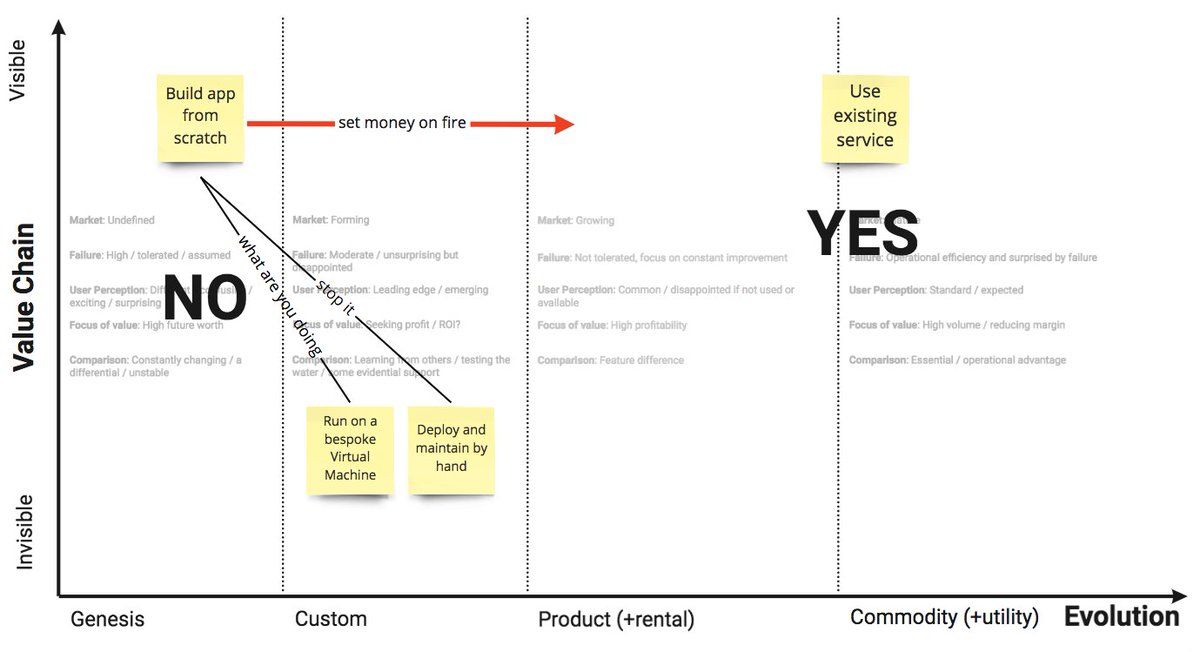 Visible
Value Chain
Invisible
Build app
from
scratch
set money on fire
Use
existing
service
Market: Undefined
Failure: High / tolerated / assumed
User Perception: /
exciting / surprising
Focus of value: High future worth
Comparison: Constantly changing / a
differential / unstable
NO
what are you doing
stop it
Market: Forming
Failure: Moderate / unsurprising but
disappointed
User Perception: Leading edge / emerging
Focus of value: Seeking profit / ROI?
Comparison: Learning from others / testing the
water / some evidential support
Market: Growing
Failure: Not tolerated, focus on constant improvement
User Perception: Common / disappointed if not used or
available
Focus of value: High profitability
Comparison: Feature difference
YES
Failure: Operational efficiency and surprised by failure
User Perception: Standard / expected
Focus of value: High volume / reducing margin
Comparison: Essential / operational advantage
Run on a
bespoke
Virtual
Machine
Deploy and
maintain by
hand
Genesis
Custom
Product (+rental)
Commodity (+utility)
Evolution